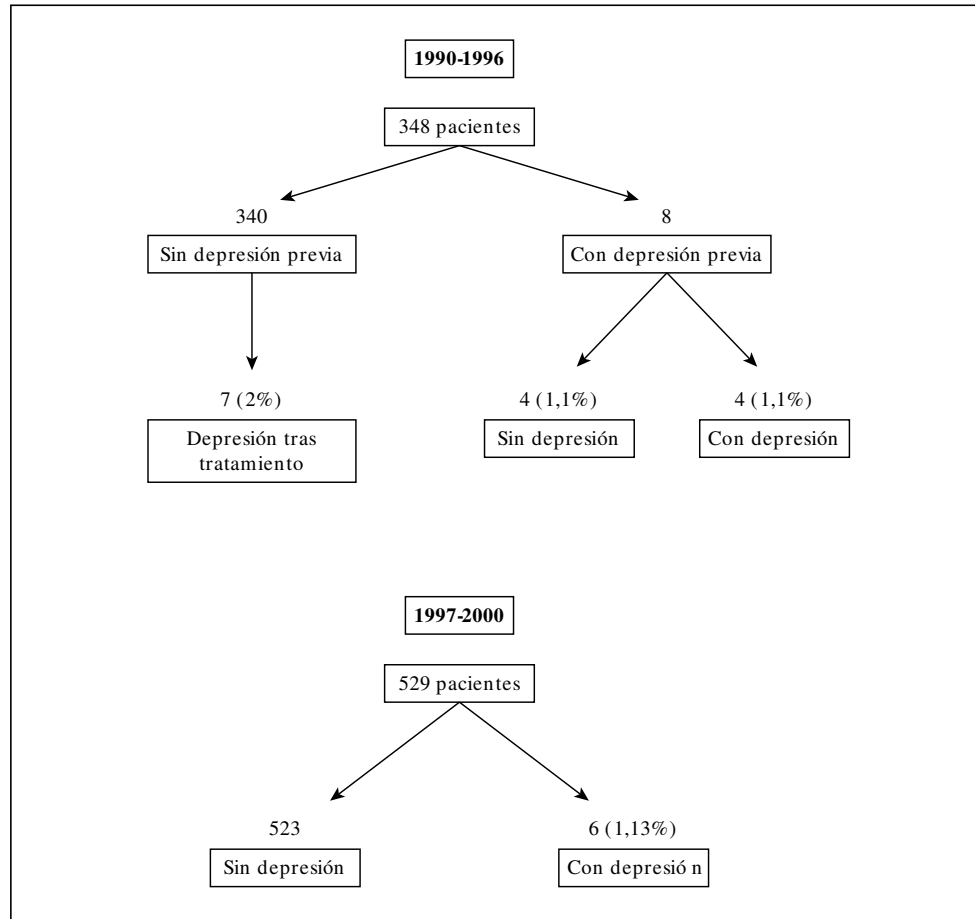 1990-1996
348 pacientes
340
8
Sin depresión previa
Con depresión previa
7 (2%)
4 (1,1%)
4 (1,1%)
Depresión tras
tratamiento
Sin depresión
Con depresión
1997-2000
529 pacientes
523
6 (1,13%)
Sin depresión
Con depresión